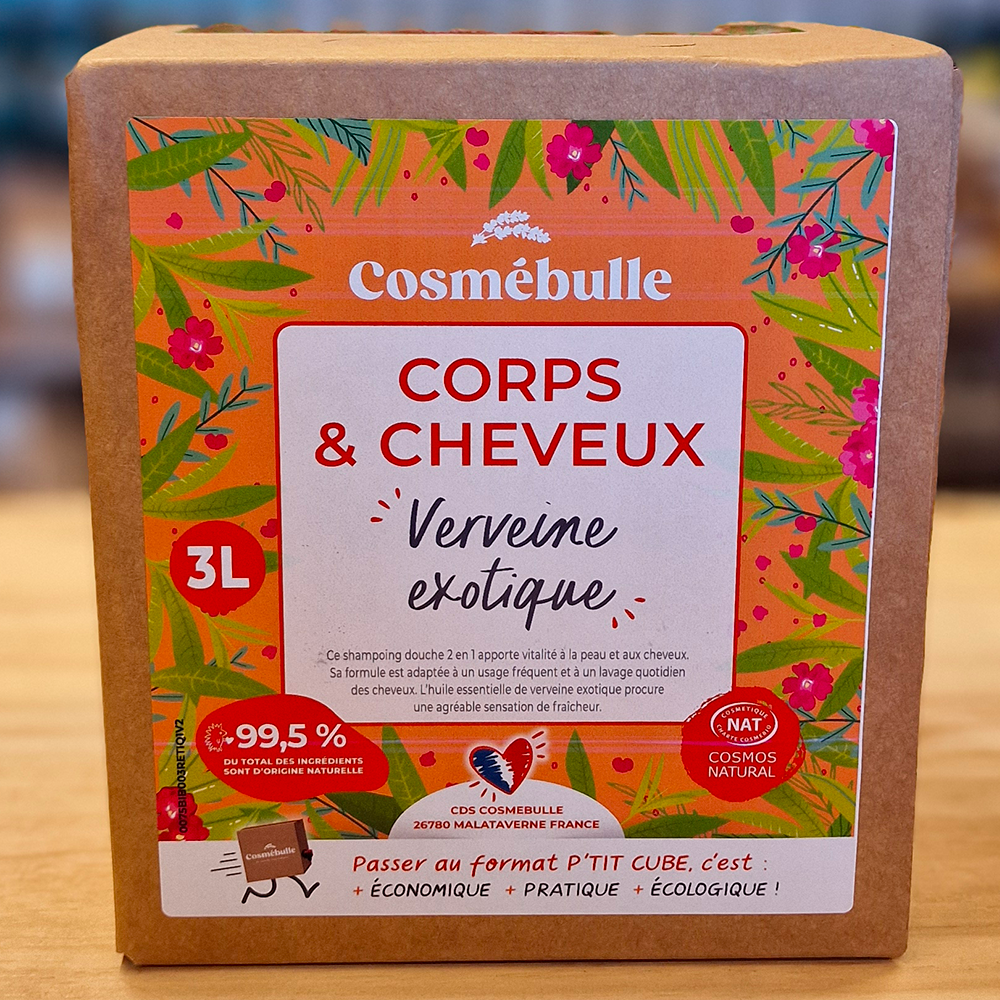 Cosmébulle
CORPS
& CHEVEUX
Verveine
exotique
3L
Ce shampoing douche 2 en 1 apporte vitalité à la peau et aux cheveux.
Sa formule est adaptée à un usage fréquent et à un lavage quotidien
des cheveux. L'huile essentielle de verveine exotique procure
une agréable sensation de fraîcheur.
99,5 %
DU TOTAL DES INGRÉDIENTS
SONT D'ORIGINE NATURELLE
COSMETIQUE
NAT
CHARTE COSMEBIO
COSMOS
NATURAL
CDS COSMEBULLE
26780 MALATAVERNE FRANCE
Cosmébulle
Passer au format P'TIT CUBE, c'est :
+ ÉCONOMIQUE + PRATIQUE + ÉCOLOGIQUE !